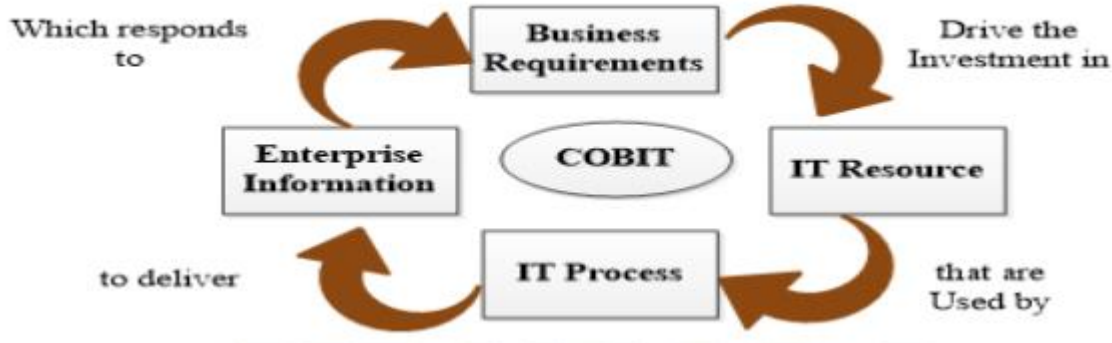 Which responds
to
Business
Requirements
Drive the
Investment in
Enterprise
Information
COBIT
IT Resource
to deliver
IT Process
that are
Used by